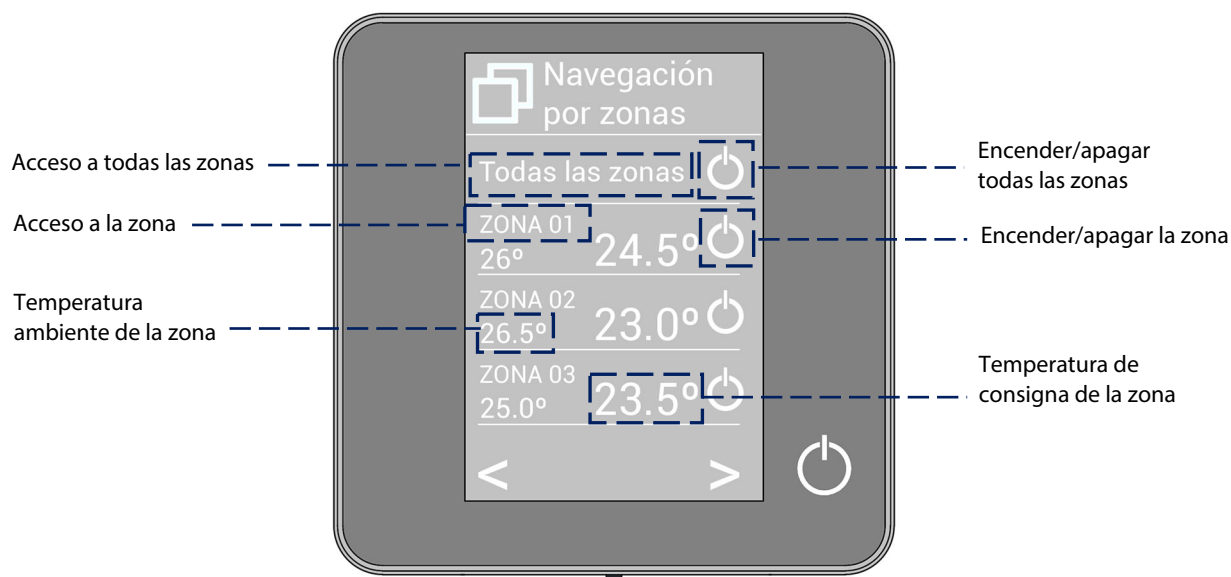 Navegación
por zonas
Acceso a todas las zonas
Todas las zonas
Encender/apagar
todas las zonas
Acceso a la zona
ZONA 01
26º
24.5º
Encender/apagar la zona
Temperatura
ambiente de la zona
ZONA 02
26.5º
23.0º
ZONA 03
25.0º
23.5º
Temperatura de
consigna de la zona
< >